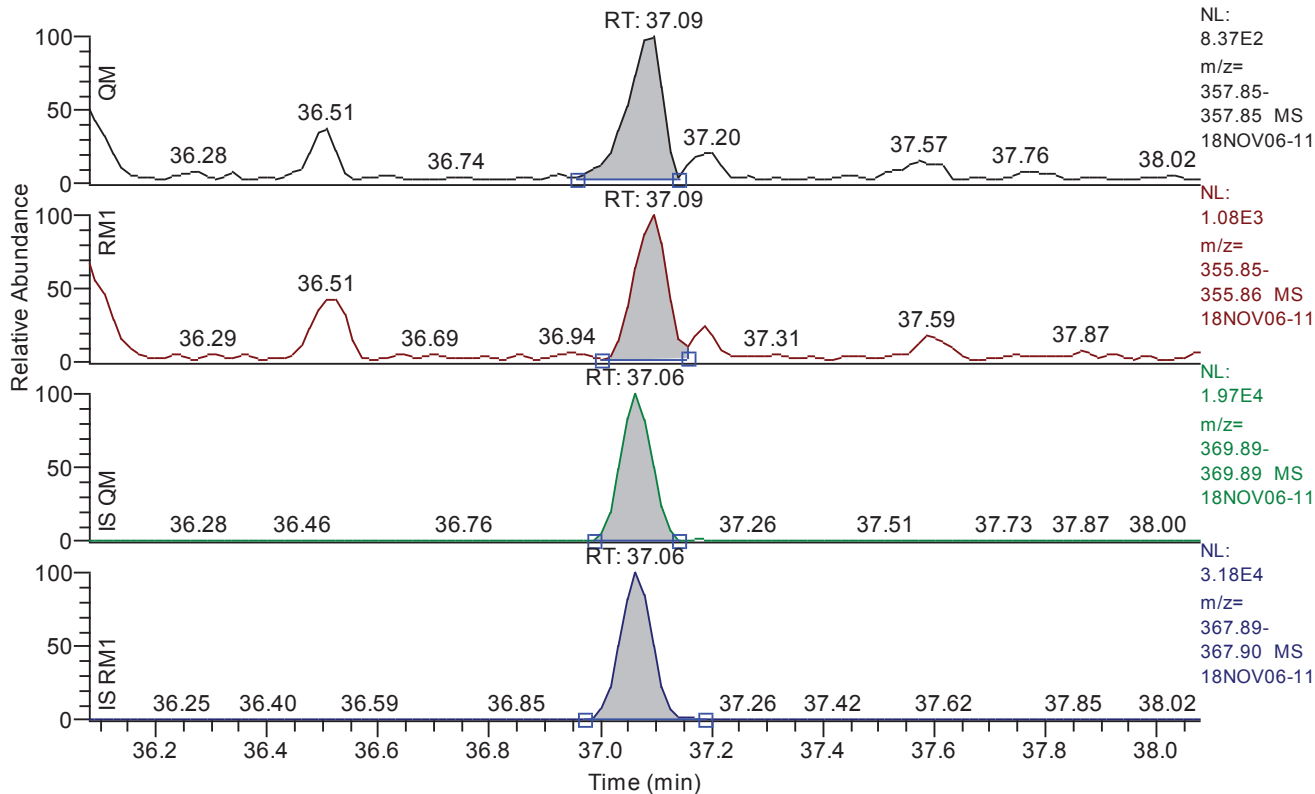 RT: 37.09
100
50
0
QM
36.28
36.51
36.74
37.20
37.57
37.76
38.02
NL:
8.37E2
m/z=
357.85-
357.85 MS
18NOV06-11
RT: 37.09
100
50
0
RM1
36.29
36.51
36.69
36.94
37.31
37.59
37.87
NL:
1.08E3
m/z=
355.85-
355.86 MS
18NOV06-11
Relative Abundance
RT: 37.06
100
50
0
IS QM
36.28
36.46
36.76
37.26
37.51
37.73
37.87
38.00
NL:
1.97E4
m/z=
369.89-
369.89 MS
18NOV06-11
RT: 37.06
100
50
0
IS RM1
36.25
36.40
36.59
36.85
37.26
37.42
37.62
37.85
38.02
NL:
3.18E4
m/z=
367.89-
367.90 MS
18NOV06-11
36.2 36.4 36.6 36.8 37.0 37.2 37.4 37.6 37.8 38.0
Time (min)